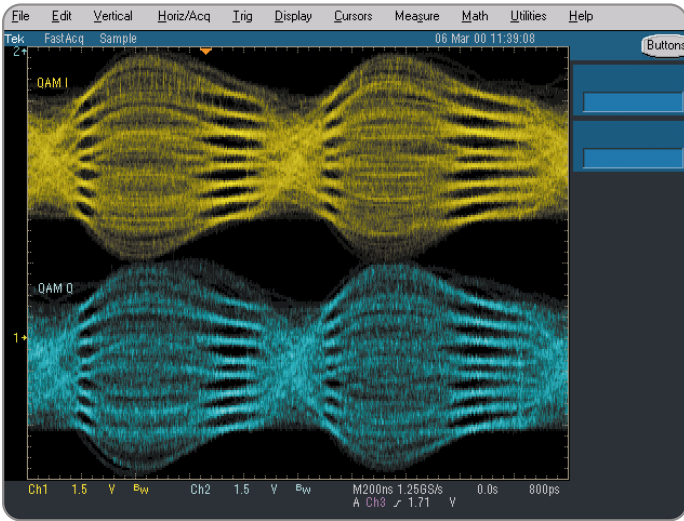 File Edit Vertical Horiz/Acq Trig Display Cursors Measure Math Utilities Help
Tek FastAcq Sample 06 Mar 00 11:39:08 Buttons
2
QAM I
QAM Q
1
Ch1 1.5 V BW Ch2 1.5 V BW M200ns 1.25GS/s 0.0s 800ps
A Ch3 1.71 V